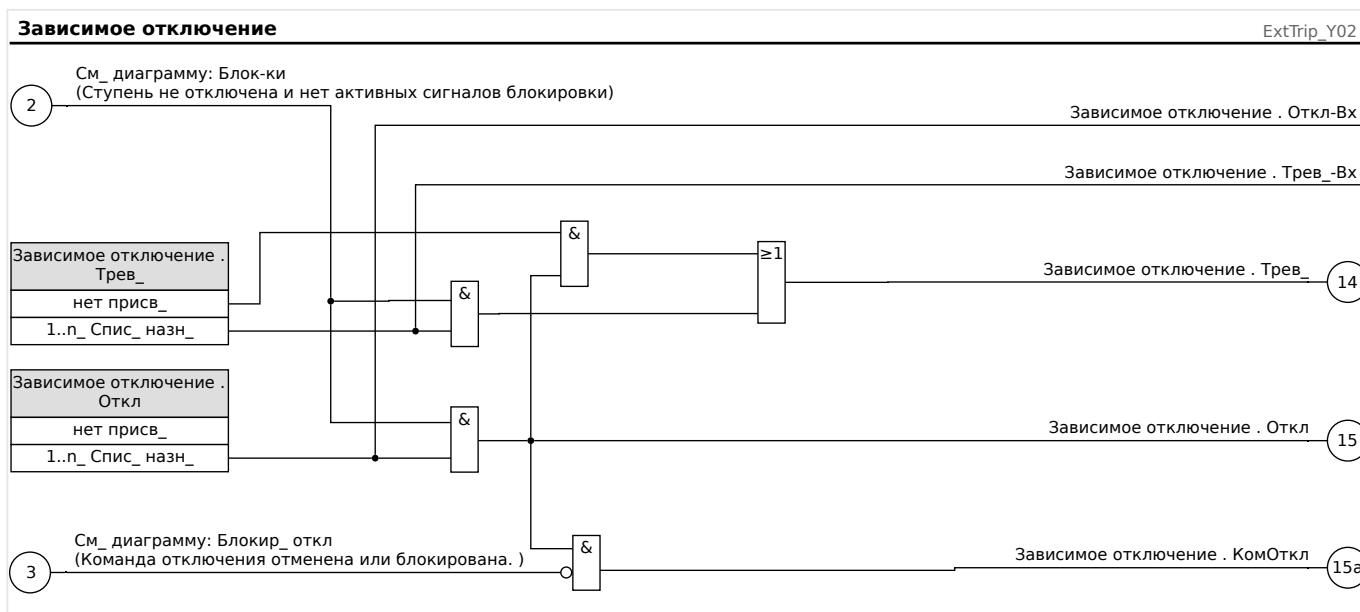 Зависимое отключение
ExtTrip_Y02
См_ диаграмму: Блок-ки
(Ступень не отключена и нет активных сигналов блокировки)
2
Зависимое отключение . Откл-Вх
Зависимое отключение . Трев_-Вх
&
≥1
Зависимое отключение .
Трев_
нет присв_
1..n_ Спис_ назн_
&
Зависимое отключение . Трев_
14
Зависимое отключение .
Откл
нет присв_
1..n_ Спис_ назн_
&
Зависимое отключение . Откл
15
См_ диаграмму: Блокир_ откл
(Команда отключения отменена или блокирована. )
3
&
Зависимое отключение . КомОткл
15a